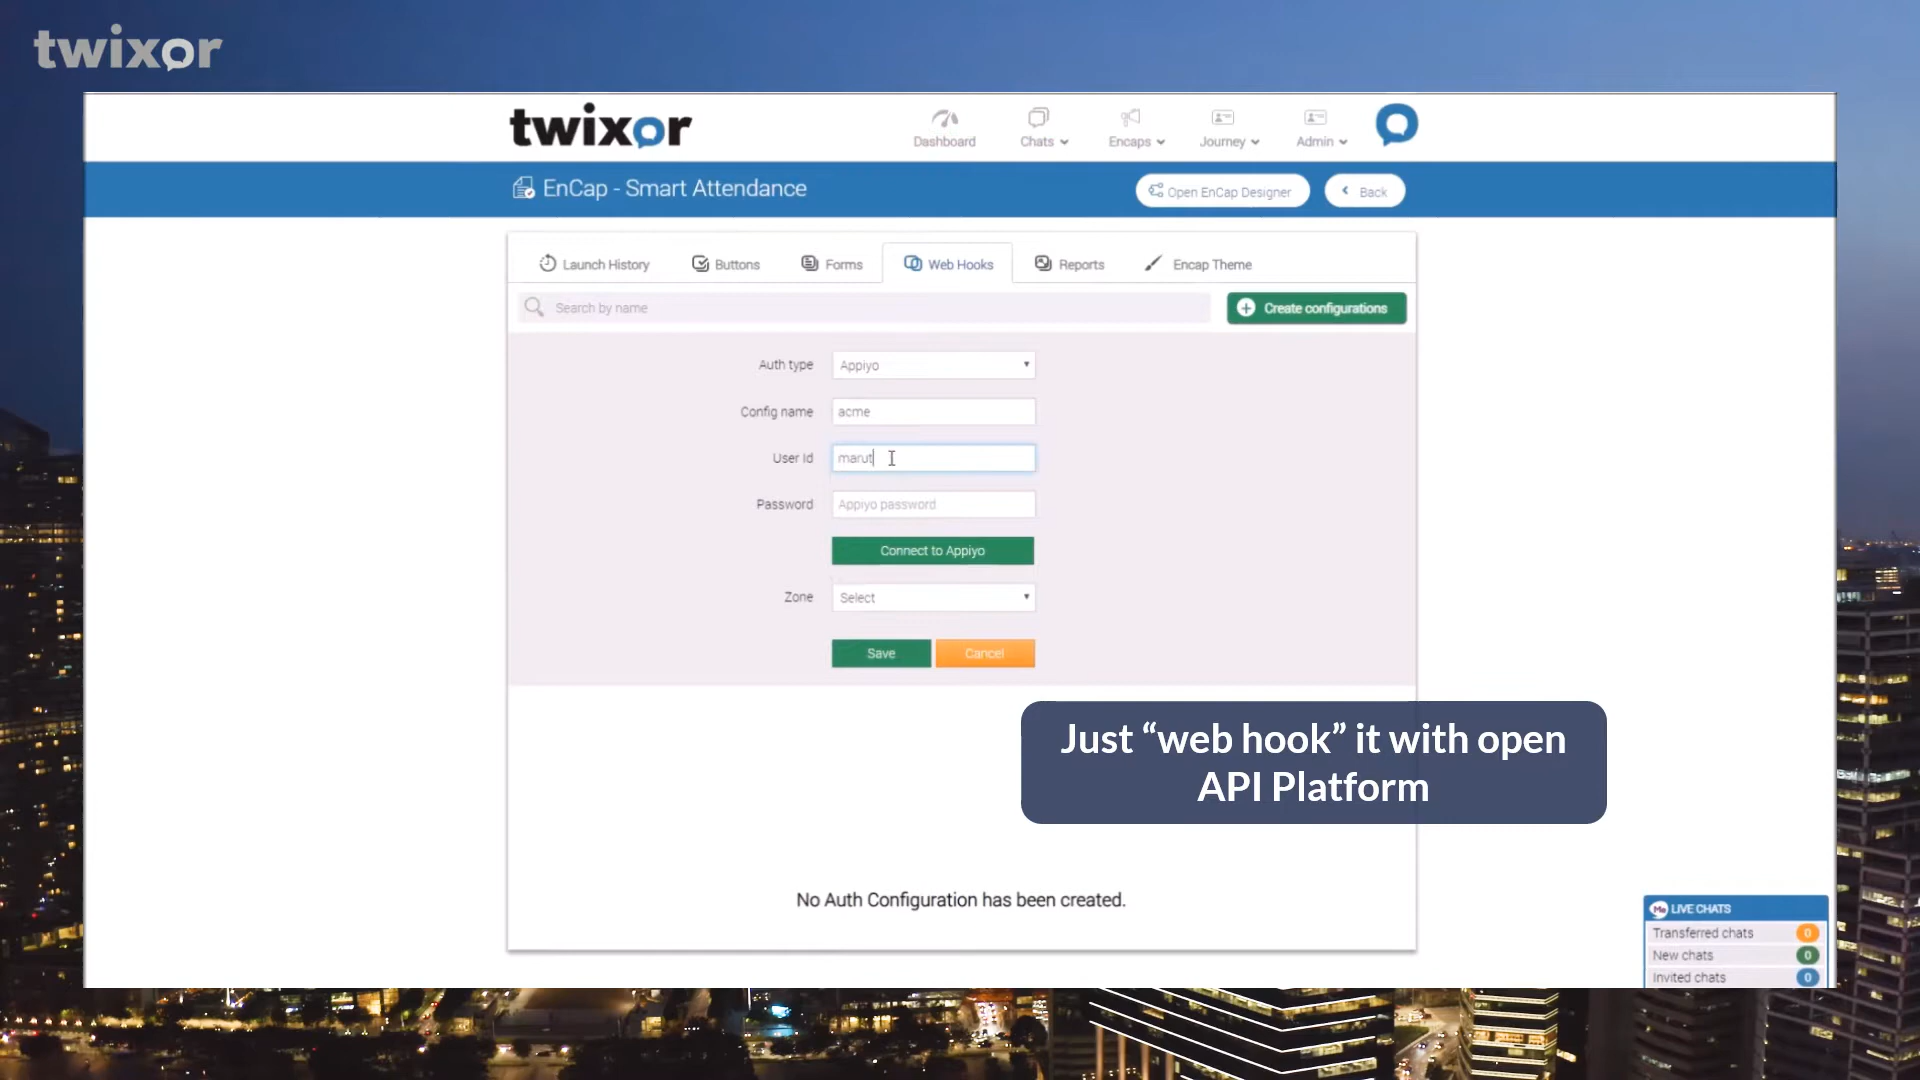 twixor
twixor
Dashboard
Chats
Encaps
Journey
Admin
EnCap - Smart Attendance
Open EnCap Designer
Back
Launch History
Buttons
Forms
Web Hooks
Reports
Encap Theme
Search by name
Create configurations
Auth type
Appiyo
Config name
acme
User Id
marut
Password
Appiyo password
Connect to Appiyo
Zone
Select
Save
Cancel
Just “web hook” it with open
API Platform
No Auth Configuration has been created.
Me LIVE CHATS
Transferred chats 0
New chats 0
Invited chats 0